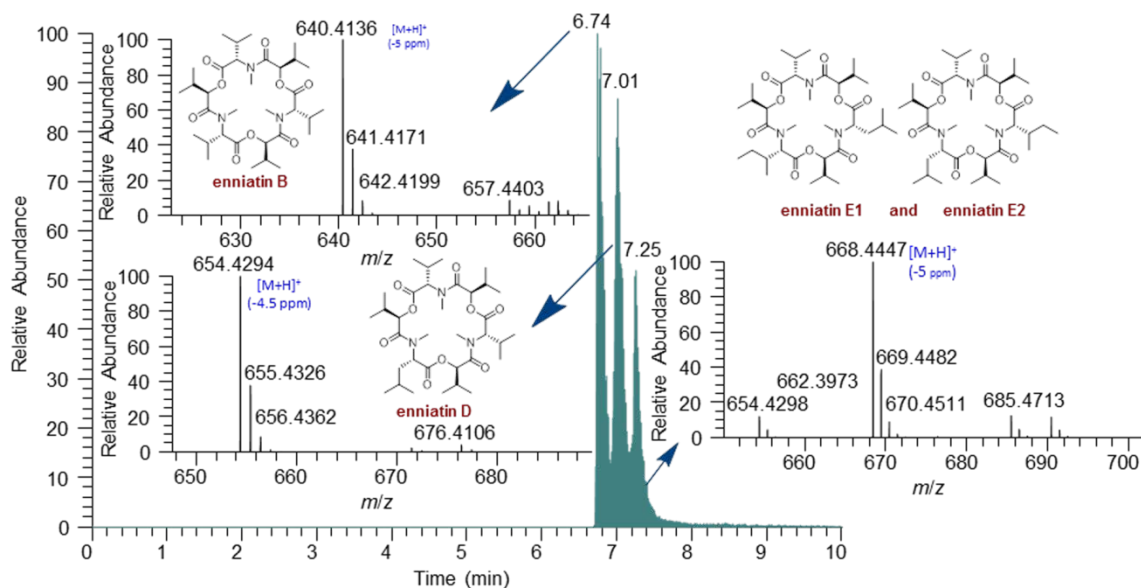 6.74
7.01
7.25
Relative Abundance
100
90
80
70
60
50
40
30
20
10
0
0 1 2 3 4 5 6 7 8 9 10
Time (min)
Relative Abundance
100
80
60
40
20
0
640.4136
[M+H]+
(-5 ppm)
641.4171
642.4199
657.4403
630 640 650 660
m/z
O O N O O O N O O O N O
enniatin B
Relative Abundance
100
80
60
40
20
0
654.4294
[M+H]+
(-4.5 ppm)
655.4326
656.4362
676.4106
650 660 670 680
m/z
O O N O O O N O O O N O
enniatin D
O O N O O O N O O O N O
O O N O O O N O O O N O
enniatin E1 and enniatin E2
Relative Abundance
100
80
60
40
20
0
668.4447
[M+H]+
(-5 ppm)
669.4482
662.3973
670.4511
654.4298
685.4713
660 670 680 690 700
m/z